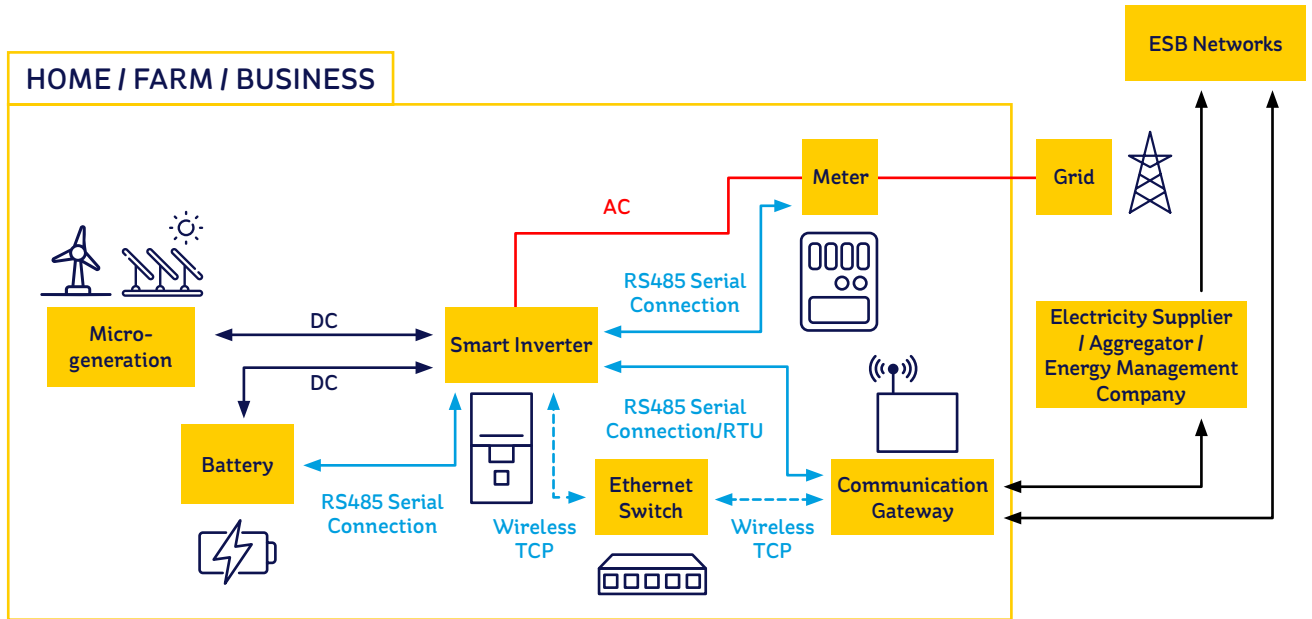 ESB Networks
HOME / FARM / BUSINESS
Meter
Grid
AC
RS485 Serial
Connection
Micro-
generation
DC
Smart Inverter
DC
Electricity Supplier
/ Aggregator /
Energy Management
Company
RS485 Serial
Connection/RTU
Battery
RS485 Serial
Connection
Ethernet
Switch
Communication
Gateway
Wireless
TCP
Wireless
TCP